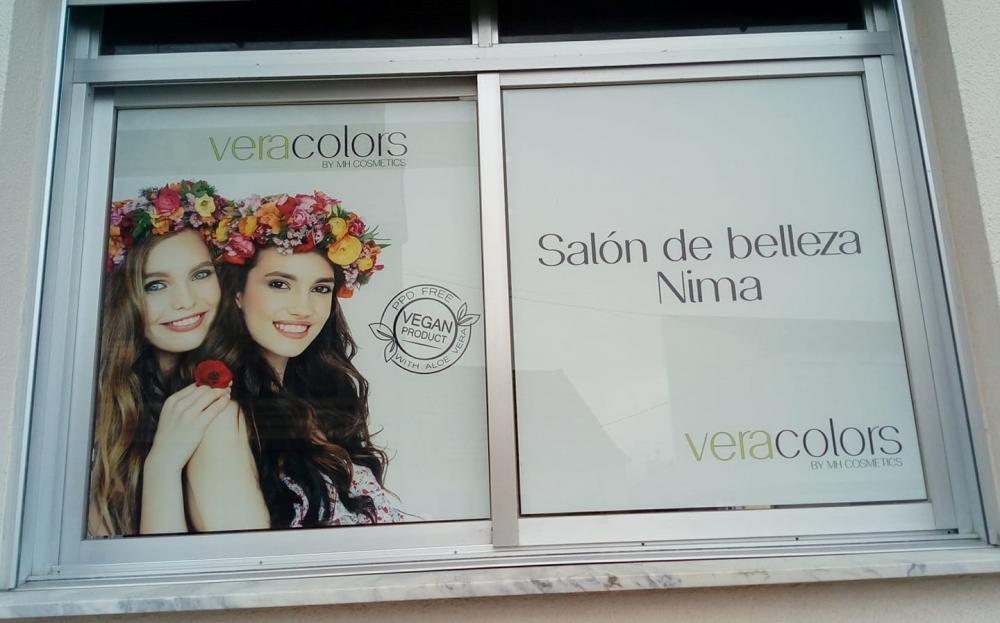 veracolors
BY MH COSMETICS
PPD FREE
VEGAN
PRODUCT
WITH ALOE VERA
Salón de belleza
Nima
veracolors
BY MH COSMETICS